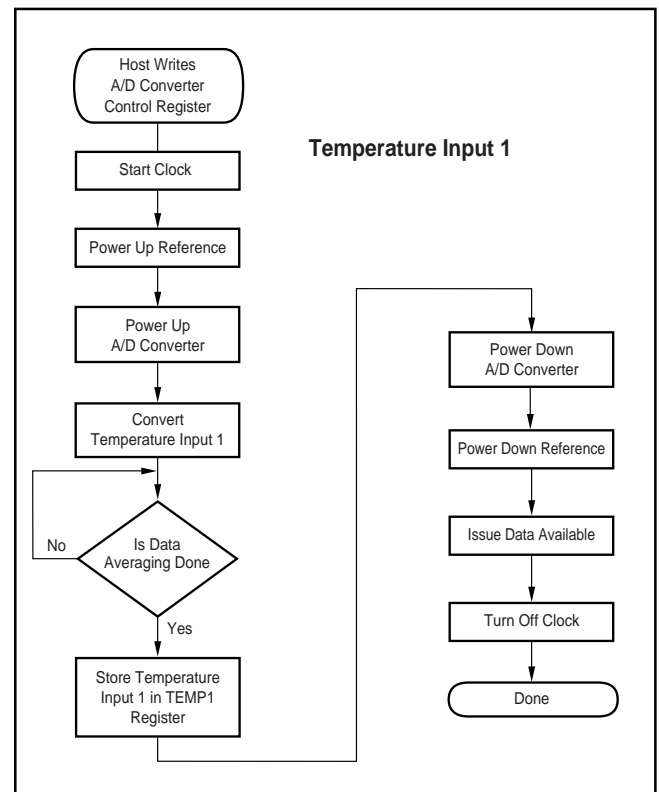 Host Writes
A/D Converter
Control Register
Temperature Input 1
Start Clock
Power Up Reference
Power Up
A/D Converter
Convert
Temperature Input 1
No
Is Data
Averaging Done
Yes
Store Temperature
Input 1 in TEMP1
Register
Power Down
A/D Converter
Power Down Reference
Issue Data Available
Turn Off Clock
Done